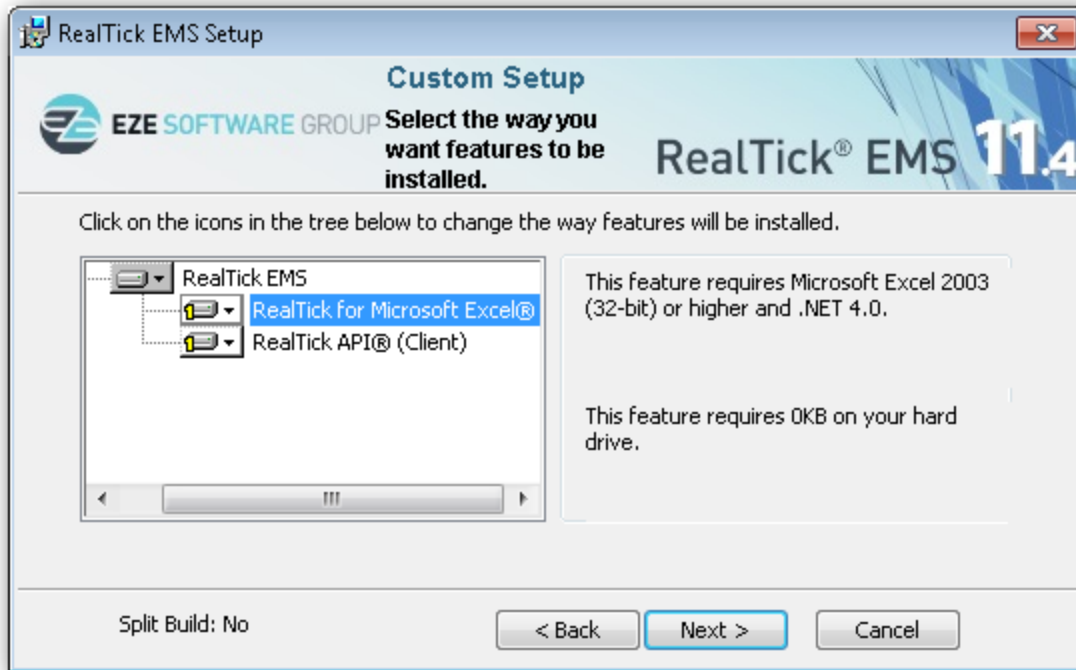 RealTick EMS Setup
Custom Setup
EZE SOFTWARE GROUP
Select the way you
want features to be
installed.
RealTick® EMS 11.4
Click on the icons in the tree below to change the way features will be installed.
RealTick EMS
RealTick for Microsoft Excel®
RealTick API® (Client)
This feature requires Microsoft Excel 2003
(32-bit) or higher and .NET 4.0.
This feature requires 0KB on your hard
drive.
Split Build: No
< Back
Next >
Cancel